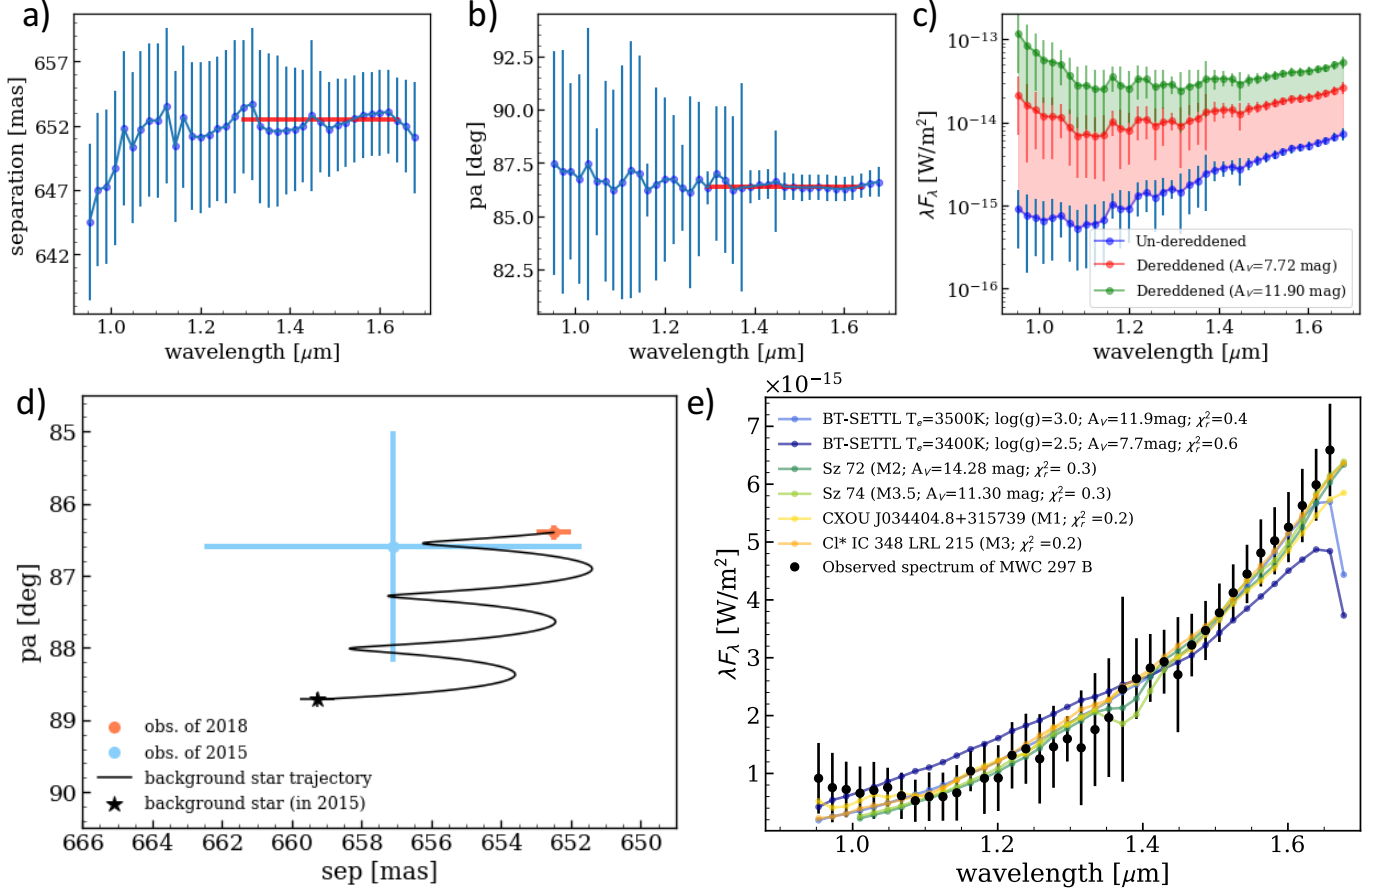 a)
separation [mas]
657
652
647
642
1.0 1.2 1.4 1.6
wavelength [μm]
b)
pa [deg]
92.5
90.0
87.5
85.0
82.5
1.0 1.2 1.4 1.6
wavelength [μm]
c)
λF_λ [W/m²]
10⁻¹³
10⁻¹⁴
10⁻¹⁵
10⁻¹⁶
Un-dereddened
Dereddened (A_V=7.72 mag)
Dereddened (A_V=11.90 mag)
1.0 1.2 1.4 1.6
wavelength [μm]
d)
pa [deg]
85
86
87
88
89
90
obs. of 2018
obs. of 2015
background star trajectory
background star (in 2015)
666 664 662 660 658 656 654 652 650
sep [mas]
e)
×10⁻¹⁵
λF_λ [W/m²]
7
6
5
4
3
2
1
BT-SETTL T_e=3500K; log(g)=3.0; A_V=11.9mag; χ_r²=0.4
BT-SETTL T_e=3400K; log(g)=2.5; A_V=7.7mag; χ_r²=0.6
Sz 72 (M2; A_V=14.28 mag; χ_r²= 0.3)
Sz 74 (M3.5; A_V=11.30 mag; χ_r²= 0.3)
CXOU J034404.8+315739 (M1; χ_r² =0.2)
Cl* IC 348 LRL 215 (M3; χ_r² =0.2)
Observed spectrum of MWC 297 B
1.0 1.2 1.4 1.6
wavelength [μm]